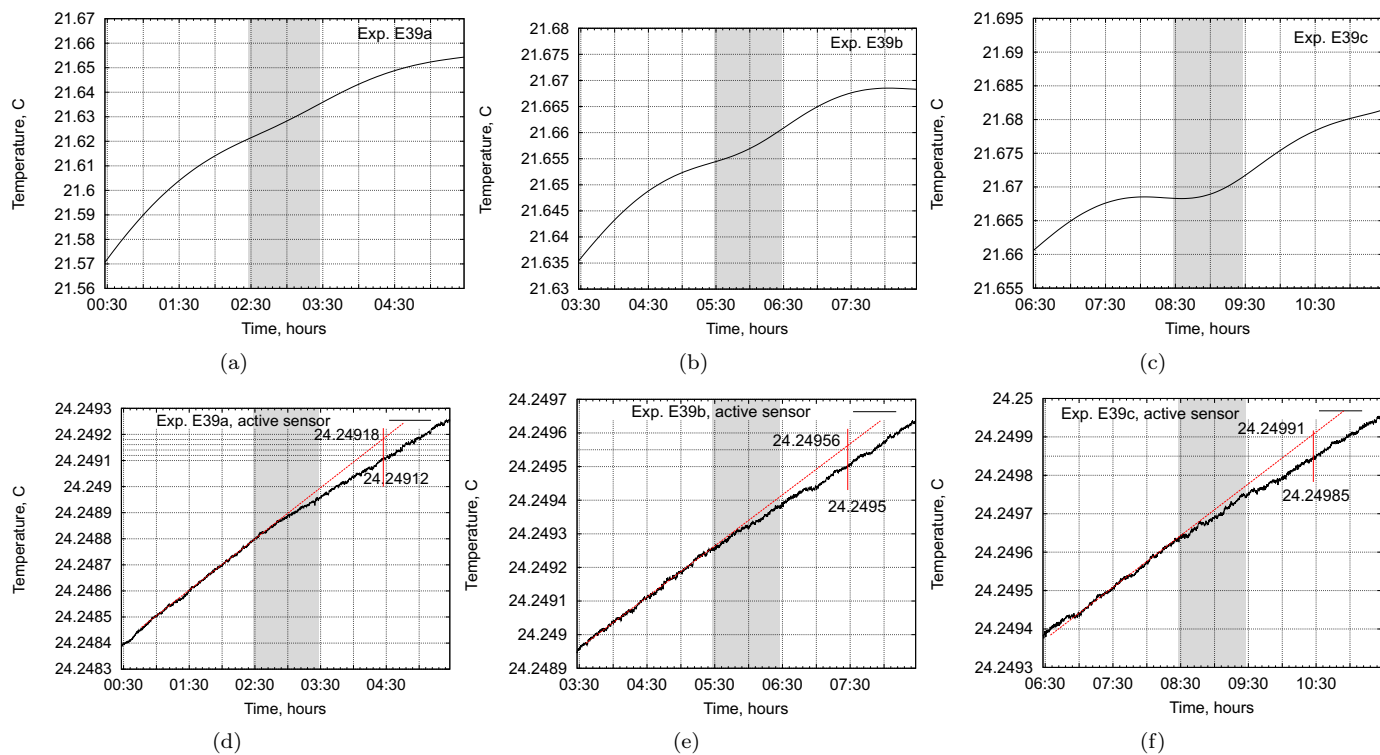 21.67
21.66
21.65
21.64
21.63
21.62
21.61
21.6
21.59
21.58
21.57
21.56
Temperature, C
Exp. E39a
00:30 01:30 02:30 03:30 04:30
Time, hours
(a)
21.68
21.675
21.67
21.665
21.66
21.655
21.65
21.645
21.64
21.635
21.63
Temperature, C
Exp. E39b
03:30 04:30 05:30 06:30 07:30
Time, hours
(b)
21.695
21.69
21.685
21.68
21.675
21.67
21.665
21.66
21.655
Temperature, C
Exp. E39c
06:30 07:30 08:30 09:30 10:30
Time, hours
(c)
24.2493
24.2492
24.2491
24.249
24.2489
24.2488
24.2487
24.2486
24.2485
24.2484
24.2483
Temperature, C
Exp. E39a, active sensor
24.24918
24.24912
00:30 01:30 02:30 03:30 04:30
Time, hours
(d)
24.2497
24.2496
24.2495
24.2494
24.2493
24.2492
24.2491
24.249
24.2489
Temperature, C
Exp. E39b, active sensor
24.24956
24.2495
03:30 04:30 05:30 06:30 07:30
Time, hours
(e)
24.25
24.2499
24.2498
24.2497
24.2496
24.2495
24.2494
24.2493
Temperature, C
Exp. E39c, active sensor
24.24991
24.24985
06:30 07:30 08:30 09:30 10:30
Time, hours
(f)